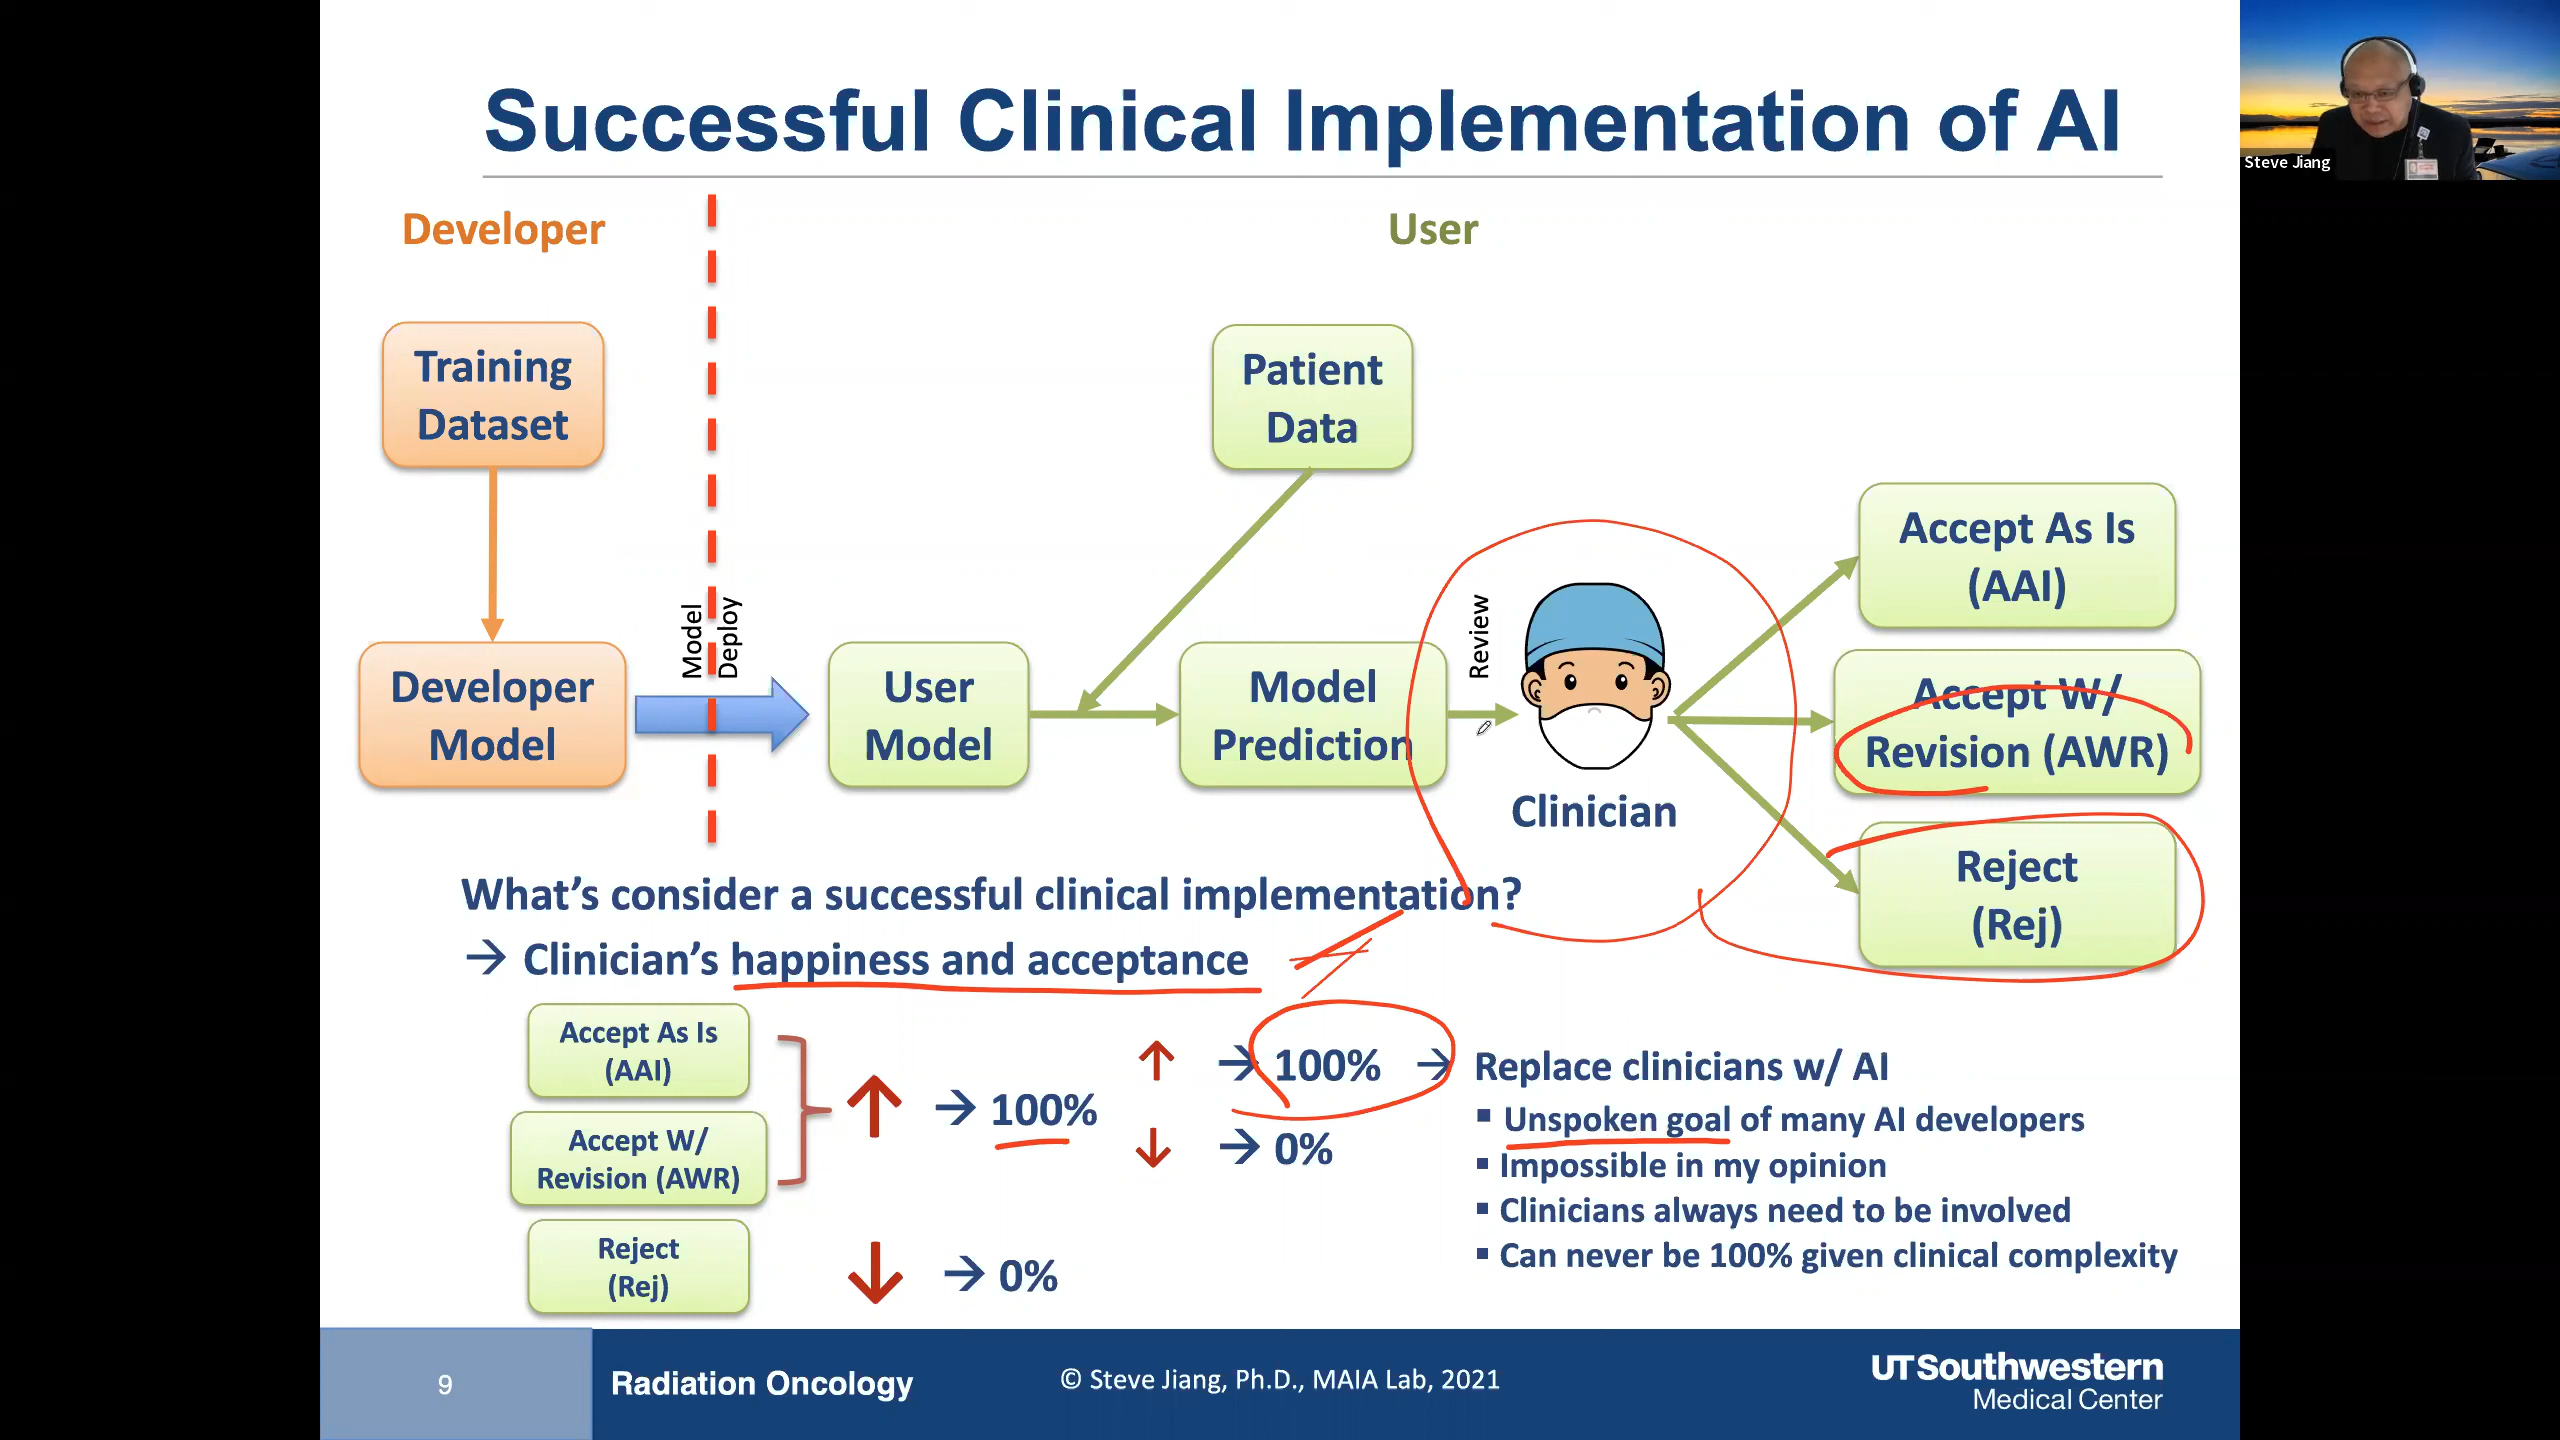 Successful Clinical Implementation of AI
Steve Jiang
Developer
User
Training
Dataset
Patient
Data
Accept As Is
(AAI)
Model
Deploy
Review
Developer
Model
User
Model
Model
Prediction
Accept W/
Revision (AWR)
Clinician
Reject
(Rej)
What's consider a successful clinical implementation?
→ Clinician's happiness and acceptance
Accept As Is
(AAI)
Accept W/
Revision (AWR)
Reject
(Rej)
↑ → 100%
↓ → 0%
↑ → 100% → Replace clinicians w/ AI
↓ → 0%
▪ Unspoken goal of many AI developers
▪ Impossible in my opinion
▪ Clinicians always need to be involved
▪ Can never be 100% given clinical complexity
9
Radiation Oncology
© Steve Jiang, Ph.D., MAIA Lab, 2021
UTSouthwestern
Medical Center